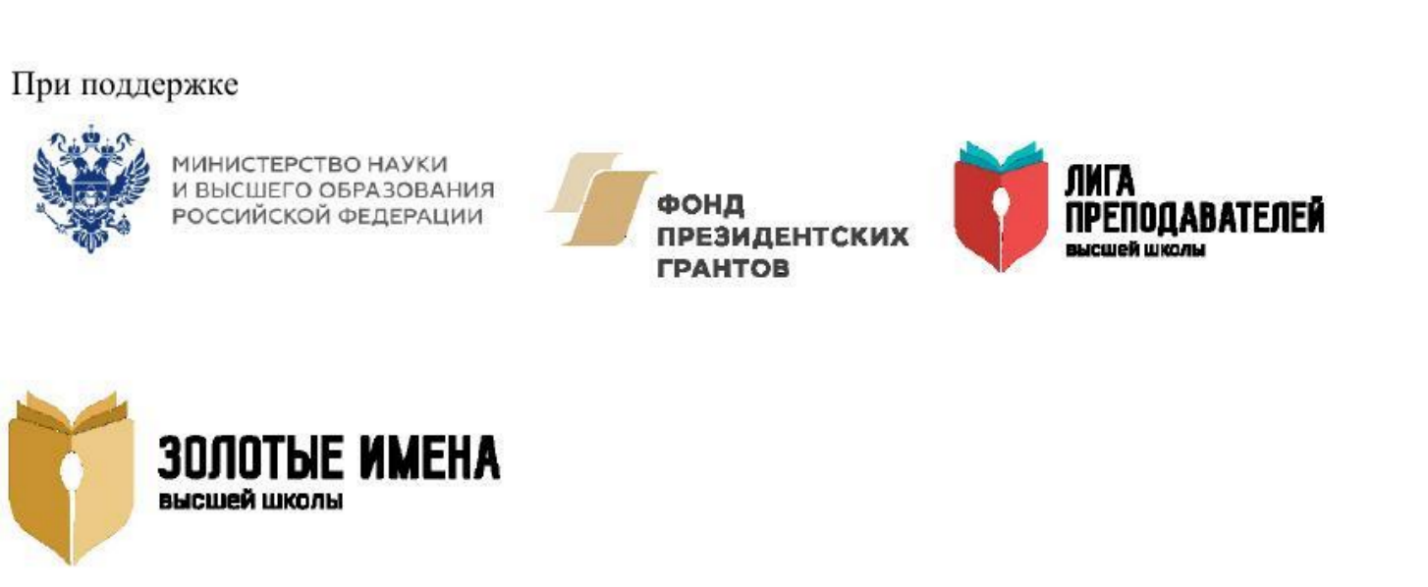 При поддержке
МИНИСТЕРСТВО НАУКИ
И ВЫСШЕГО ОБРАЗОВАНИЯ
РОССИЙСКОЙ ФЕДЕРАЦИИ
ФОНД
ПРЕЗИДЕНТСКИХ
ГРАНТОВ
ЛИГА
ПРЕПОДАВАТЕЛЕЙ
высшей школы
ЗОЛОТЫЕ ИМЕНА
высшей школы